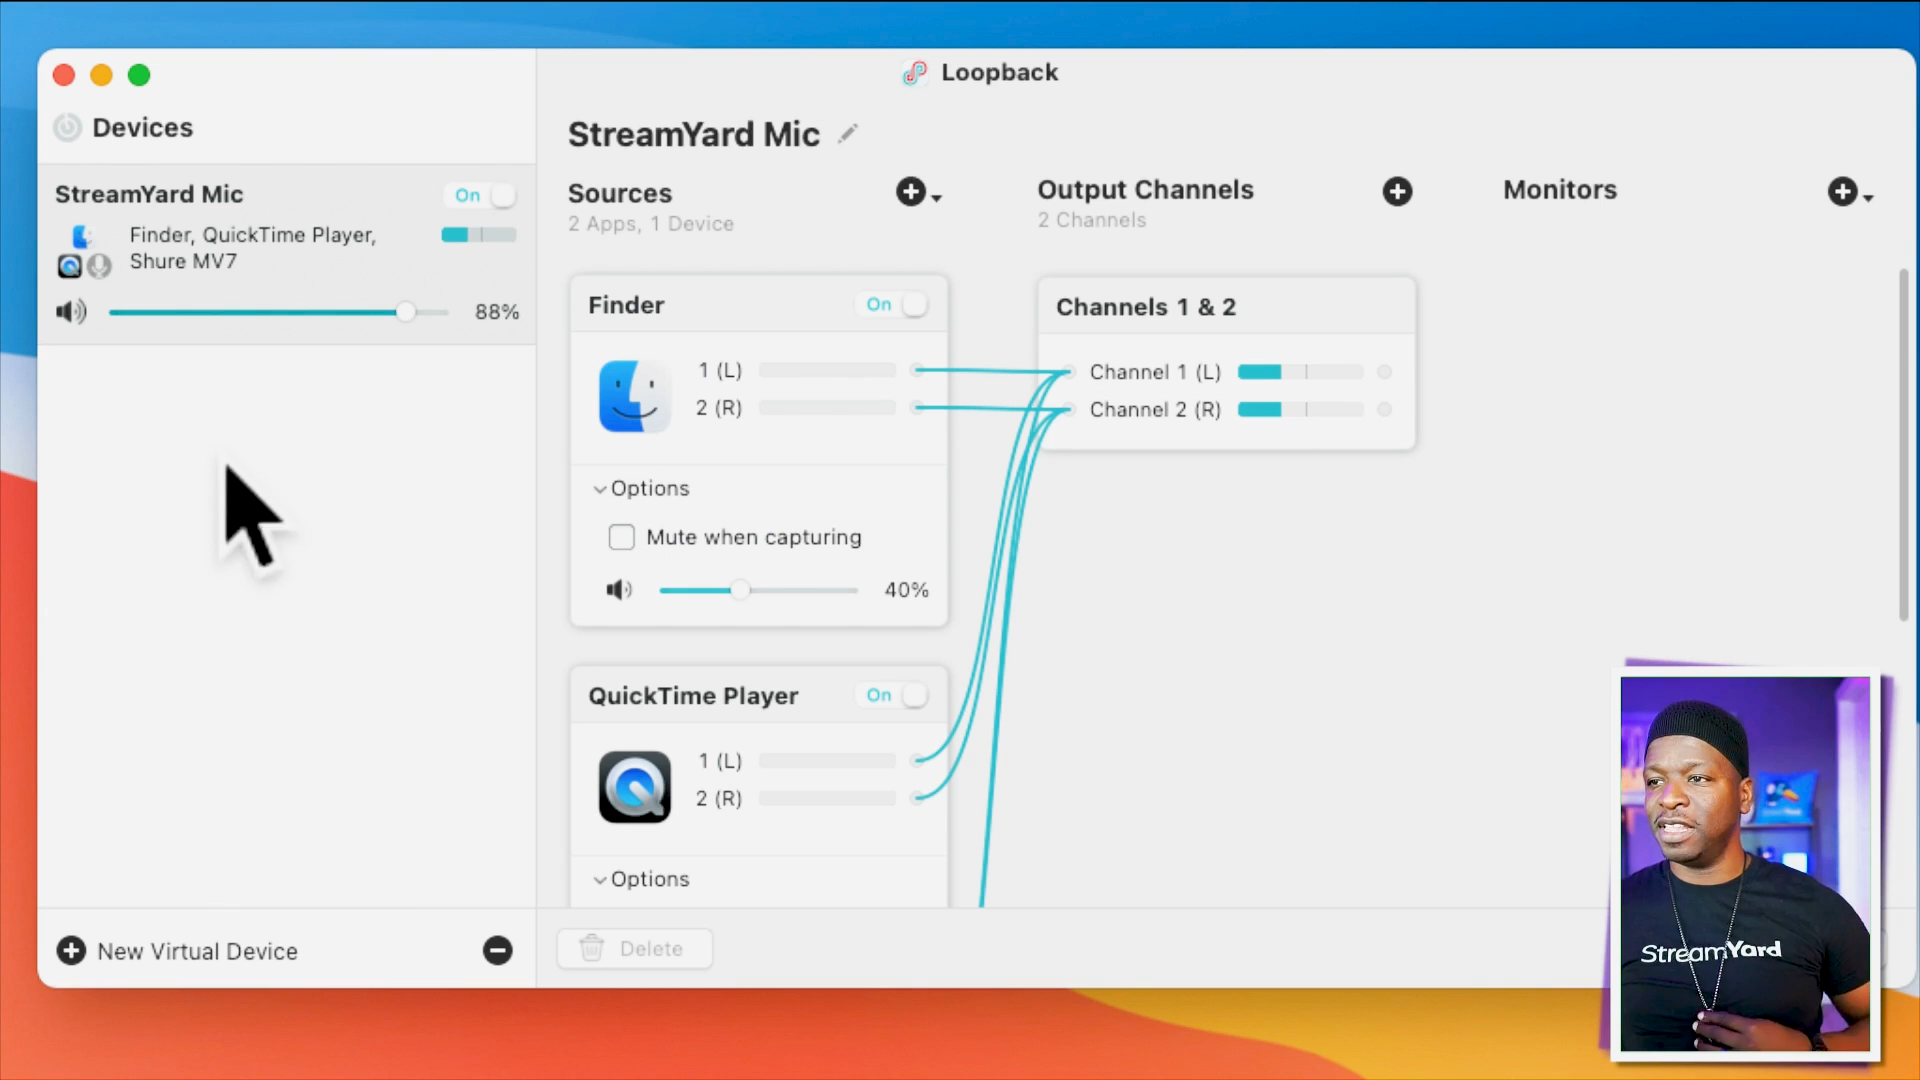 Loopback
Devices
StreamYard Mic
On
Finder, QuickTime Player,
Shure MV7
88%
New Virtual Device
StreamYard Mic
Sources
2 Apps, 1 Device
Output Channels
2 Channels
Monitors
Finder
On
1 (L)
2 (R)
Options
Mute when capturing
40%
QuickTime Player
On
1 (L)
2 (R)
Options
Channels 1 & 2
Channel 1 (L)
Channel 2 (R)
Delete
StreamYard